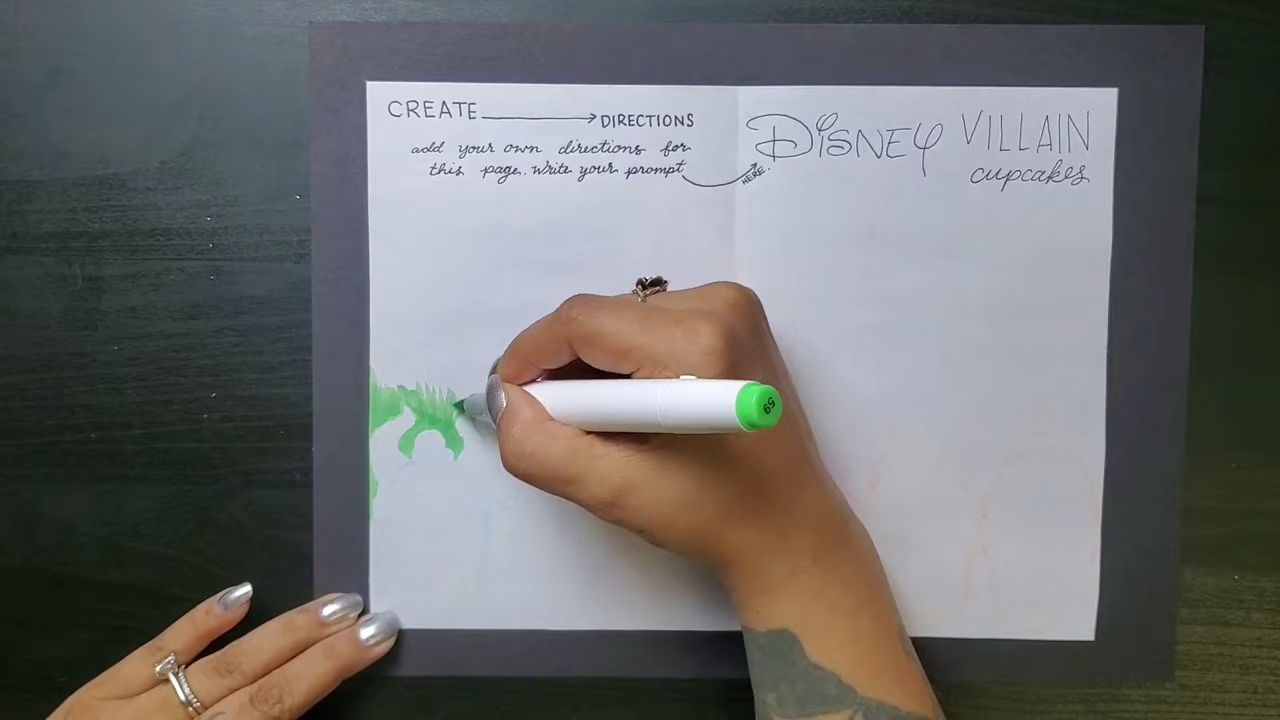 CREATE
DIRECTIONS
add your own directions for
this page. Write your prompt
HERE.
DISNEY VILLAIN
cupcakes
59